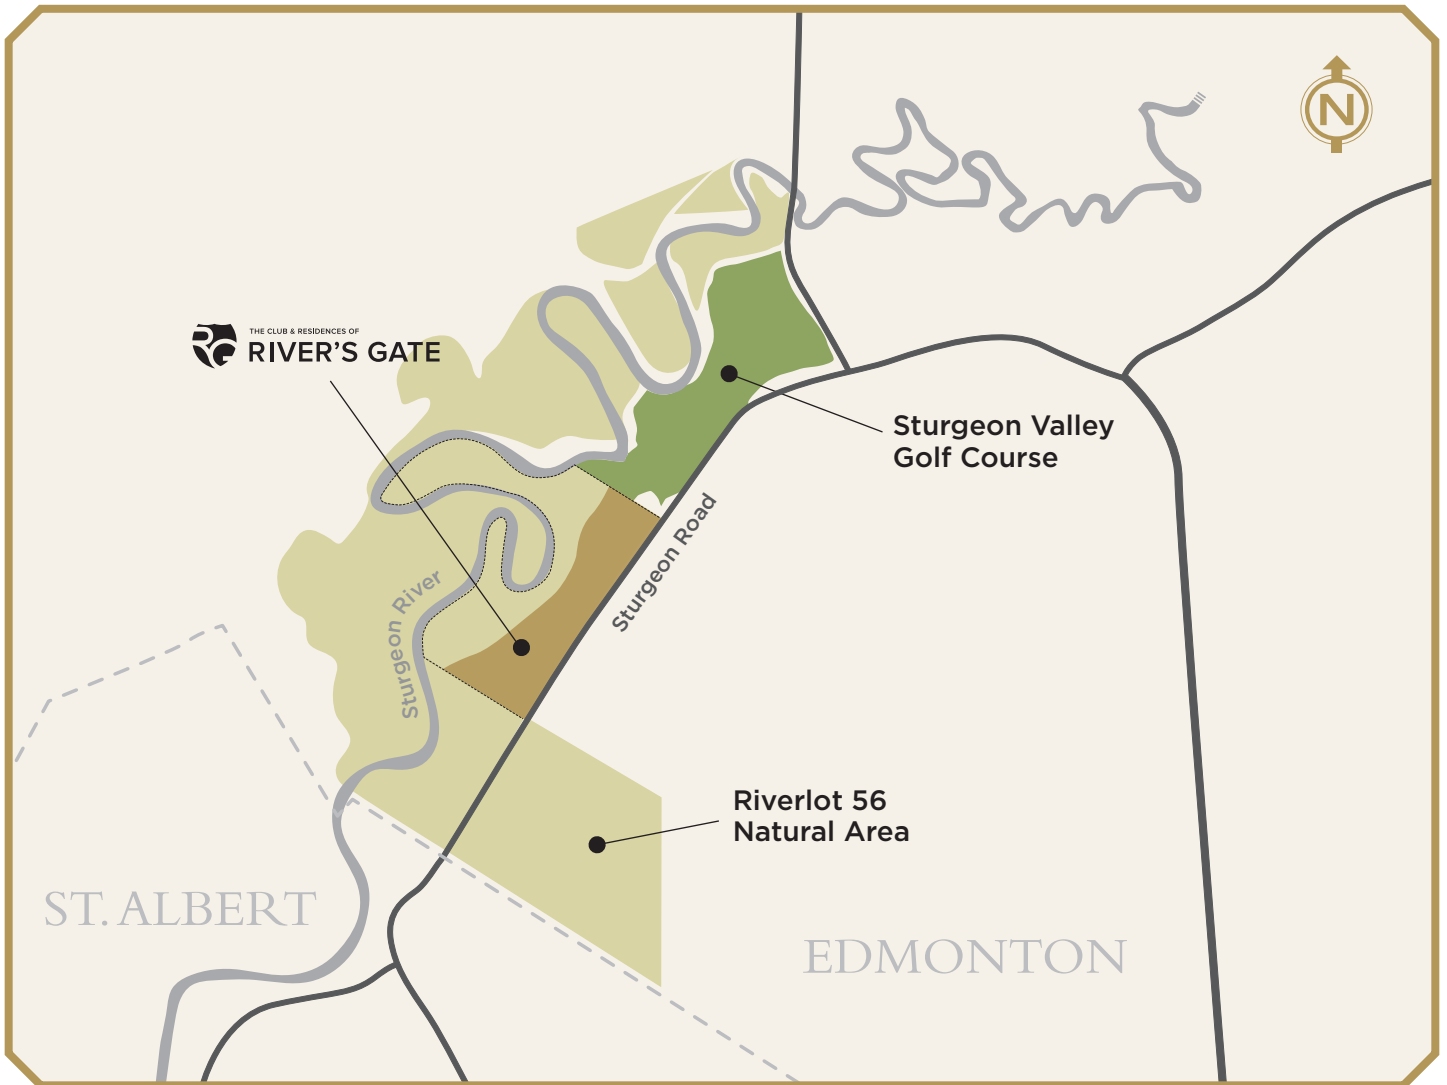 N
THE CLUB & RESIDENCES OF
RIVER'S GATE
RG
Sturgeon Valley
Golf Course
Sturgeon Road
Sturgeon River
Riverlot 56
Natural Area
ST. ALBERT
EDMONTON